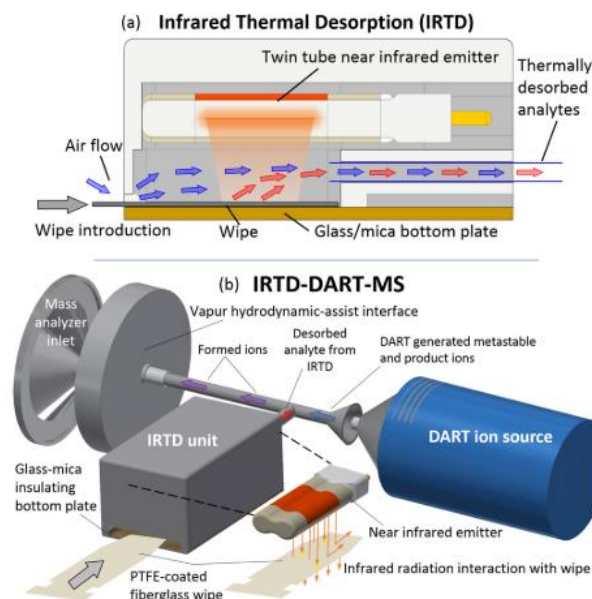 (a) Infrared Thermal Desorption (IRTD)
Twin tube near infrared emitter
Thermally
desorbed
analytes
Air flow
Wipe introduction
Wipe
Glass/mica bottom plate
(b) IRTD-DART-MS
Mass
analyzer
inlet
Vapur hydrodynamic-assist interface
Formed ions
Desorbed
analyte from
IRTD
DART generated metastable
and product ions
IRTD unit
DART ion source
Glass-mica
insulating
bottom plate
Near infrared emitter
PTFE-coated
fiberglass wipe
Infrared radiation interaction with wipe